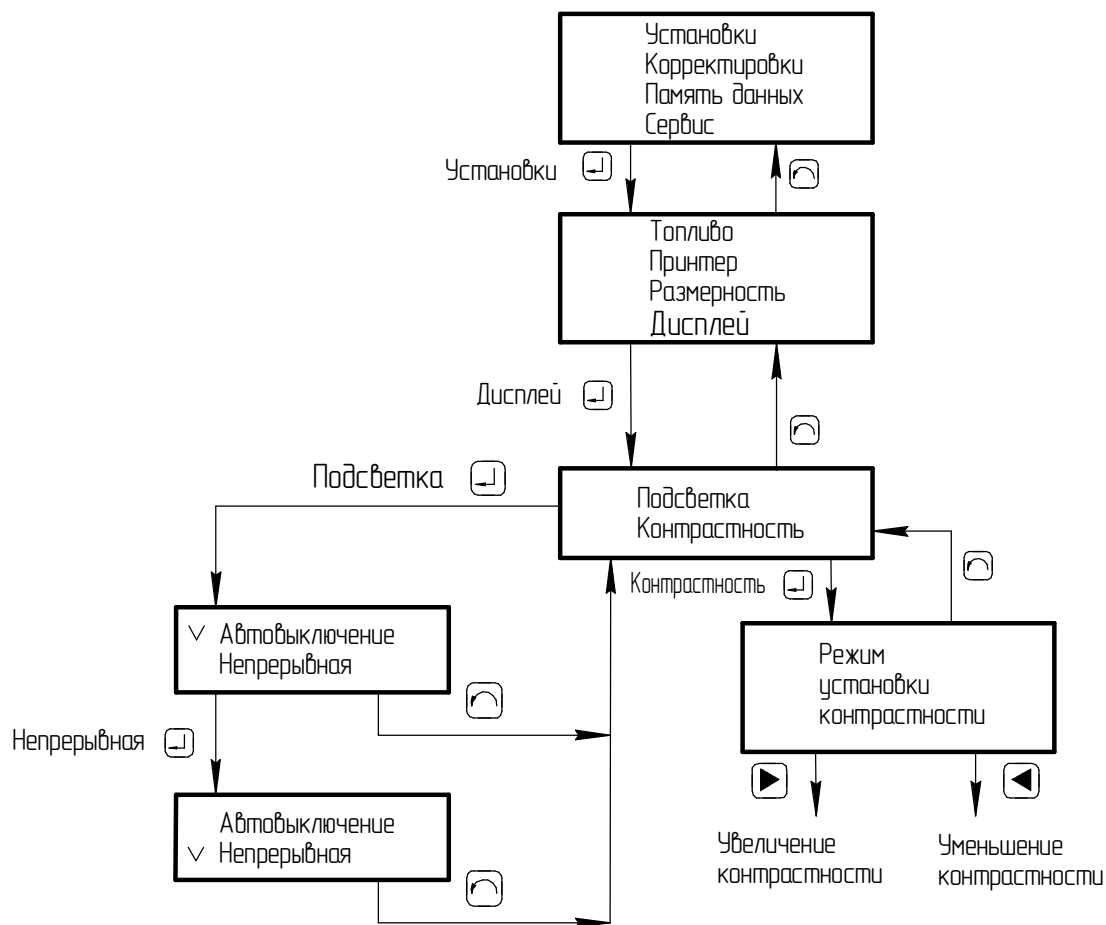 Установки
Корректировки
Память данных
Сервис
Установки
Топливо
Принтер
Размерность
Дисплей
Дисплей
Подсветка
Подсветка
Контрастность
Контрастность
Автовыключение
Непрерывная
Режим
установки
контрастности
Непрерывная
Автовыключение
Непрерывная
Увеличение
контрастности
Уменьшение
контрастности